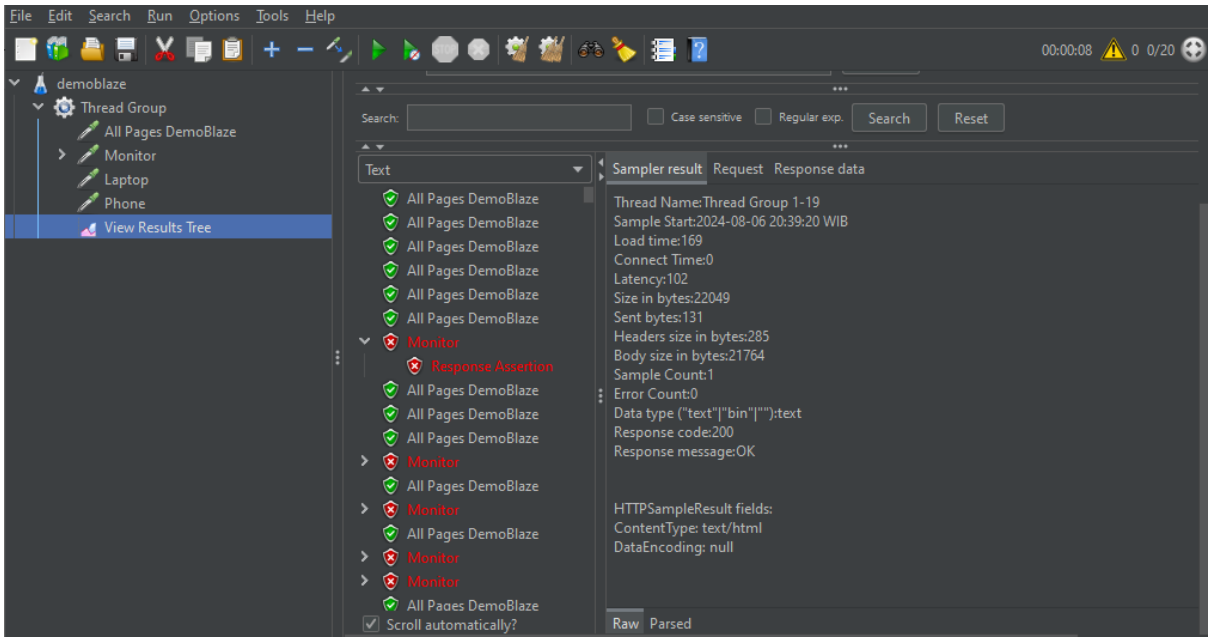 File Edit Search Run Options Tools Help
STOP
00:00:08 0 0/20
demoblaze
Thread Group
All Pages DemoBlaze
Monitor
Laptop
Phone
View Results Tree
Search: Case sensitive Regular exp. Search Reset
Text
All Pages DemoBlaze
All Pages DemoBlaze
All Pages DemoBlaze
All Pages DemoBlaze
All Pages DemoBlaze
All Pages DemoBlaze
Monitor
Response Assertion
All Pages DemoBlaze
All Pages DemoBlaze
All Pages DemoBlaze
Monitor
All Pages DemoBlaze
Monitor
All Pages DemoBlaze
Monitor
Monitor
All Pages DemoBlaze
Scroll automatically?
Sampler result Request Response data
Thread Name:Thread Group 1-19
Sample Start:2024-08-06 20:39:20 WIB
Load time:169
Connect Time:0
Latency:102
Size in bytes:22049
Sent bytes:131
Headers size in bytes:285
Body size in bytes:21764
Sample Count:1
Error Count:0
Data type ("text"|"bin"|""):text
Response code:200
Response message:OK
HTTPSampleResult fields:
ContentType: text/html
DataEncoding: null
Raw Parsed